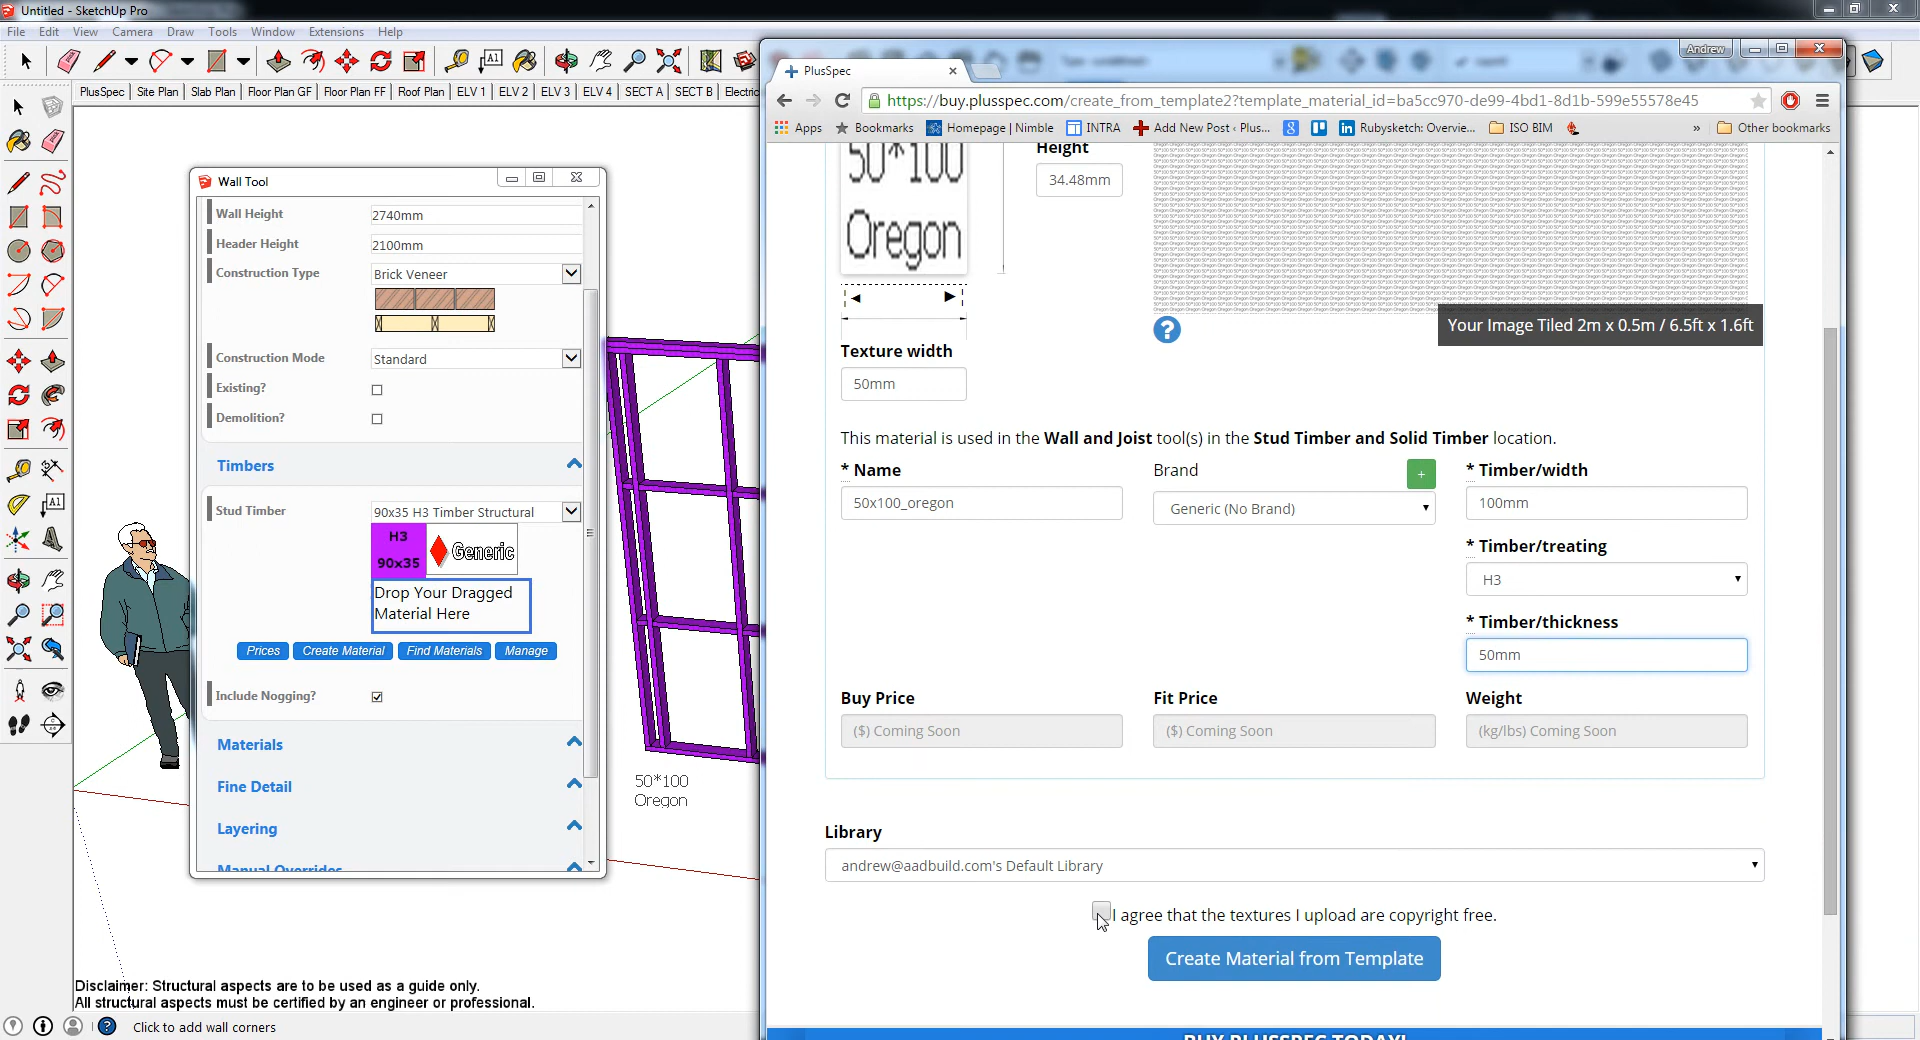 Untitled - SketchUp Pro
File Edit View Camera Draw Tools Window Extensions Help
PlusSpec Site Plan Slab Plan Floor Plan GF Floor Plan FF Roof Plan ELV 1 ELV 2 ELV 3 ELV 4 SECT A SECT B Electric
Wall Tool
Wall Height 2740mm
Header Height 2100mm
Construction Type Brick Veneer
Construction Mode Standard
Existing?
Demolition?
Timbers
Stud Timber 90x35 H3 Timber Structural
H3
90x35
Generic
Drop Your Dragged
Material Here
Prices Create Material Find Materials Manage
Include Nogging?
Materials
Fine Detail
Layering
Manual Overrides
50*100
Oregon
Disclaimer: Structural aspects are to be used as a guide only.
All structural aspects must be certified by an engineer or professional.
Click to add wall corners
Andrew
PlusSpec
https://buy.plusspec.com/create_from_template2?template_material_id=ba5cc970-de99-4bd1-8d1b-599e55578e45
Apps Bookmarks Homepage | Nimble INTRA Add New Post ‹ Plus... Rubysketch: Overvie... ISO BIM » Other bookmarks
50*100
Oregon
Height
34.48mm
Your Image Tiled 2m x 0.5m / 6.5ft x 1.6ft
Texture width
50mm
This material is used in the Wall and Joist tool(s) in the Stud Timber and Solid Timber location.
* Name Brand + * Timber/width
50x100_oregon Generic (No Brand) 100mm
* Timber/treating
H3
* Timber/thickness
50mm
Buy Price Fit Price Weight
($) Coming Soon ($) Coming Soon (kg/lbs) Coming Soon
Library
andrew@aadbuild.com's Default Library
I agree that the textures I upload are copyright free.
Create Material from Template
BUY PLUSSPEC TODAY!